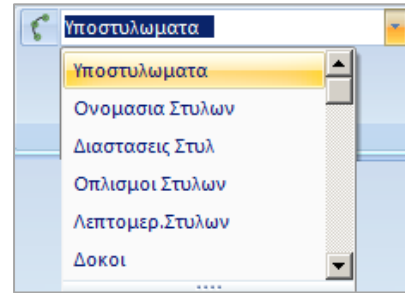 Υποστυλωματα
Υποστυλωματα
Ονομασια Στυλων
Διαστασεις Στυλ
Οπλισμοι Στυλων
Λεπτομερ.Στυλων
Δοκοι